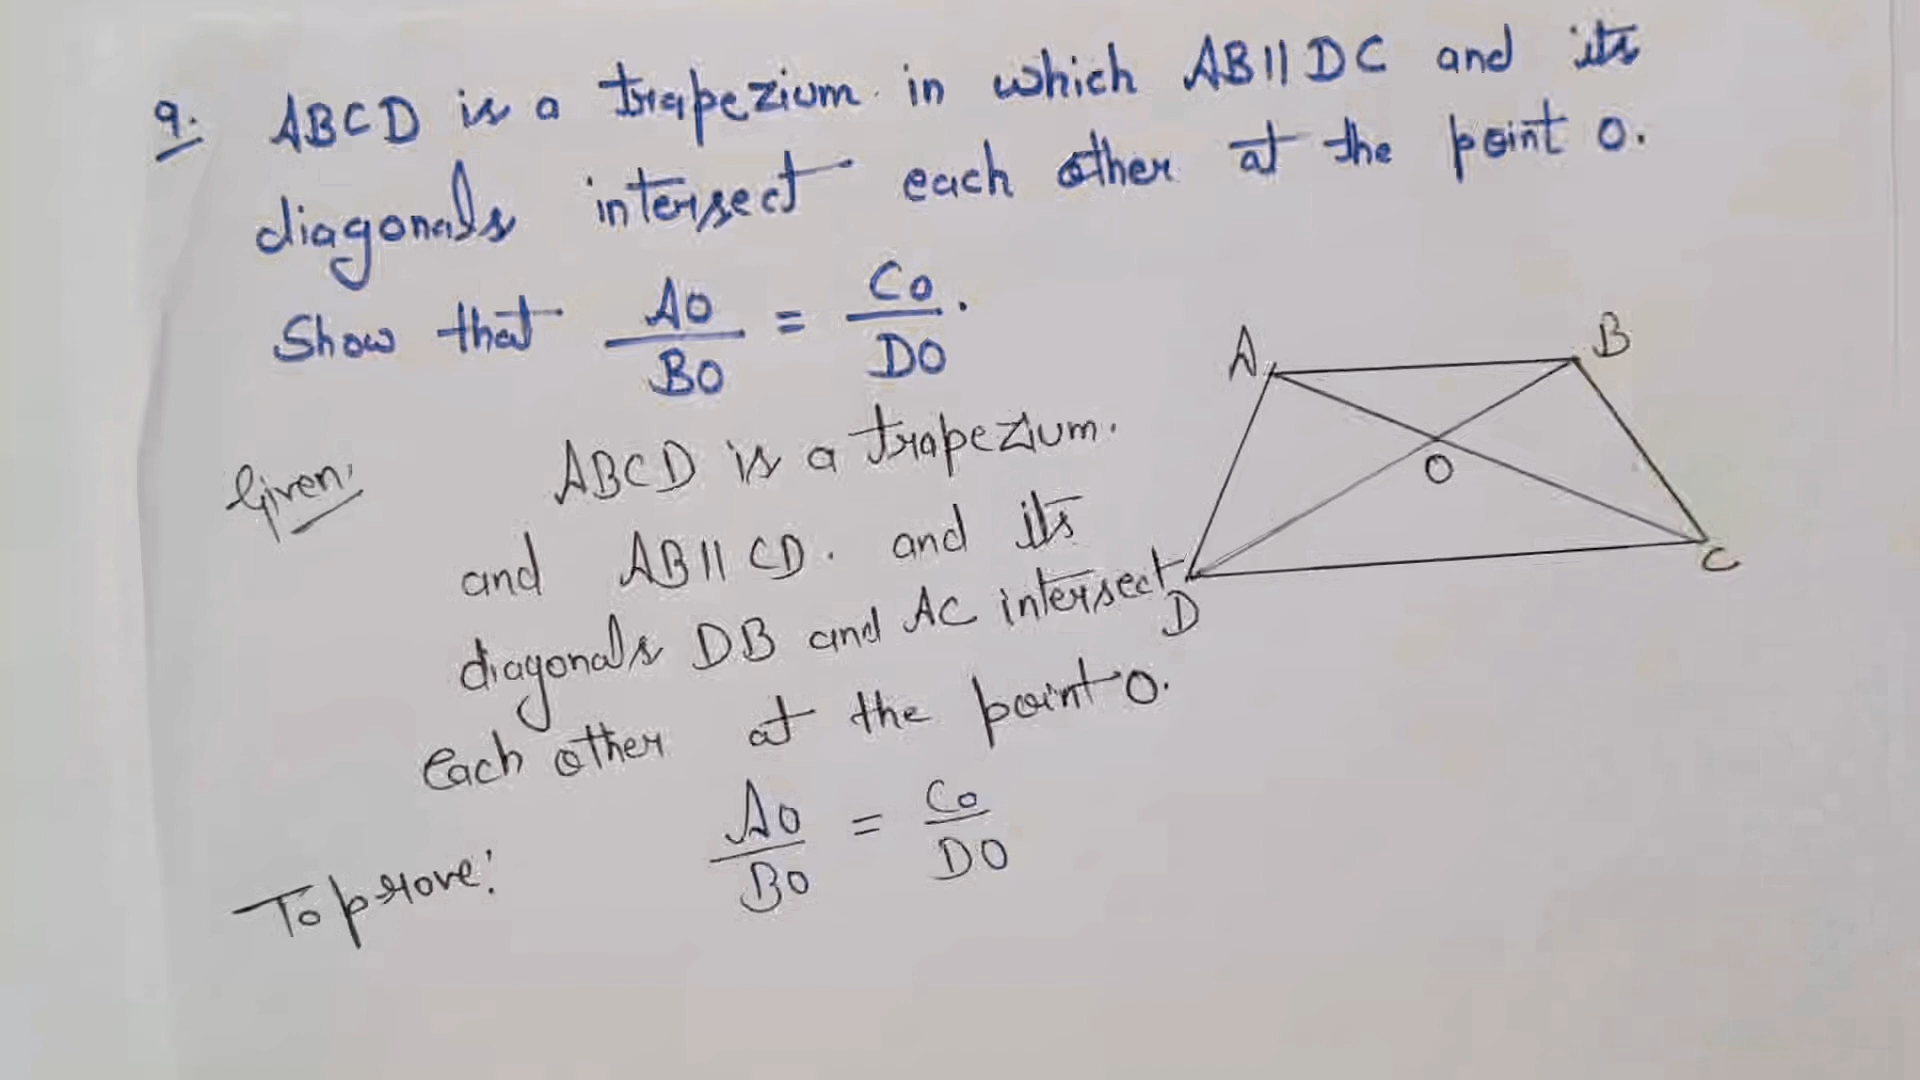 9. ABCD is a trapezium in which AB||DC and its
diagonals intersect each other at the point O.
Show that AO/BO = CO/DO.
A B
O
D C
Given: ABCD is a trapezium.
and AB||CD. and its
diagonals DB and AC intersect
each other at the point O.
To prove: AO/BO = CO/DO